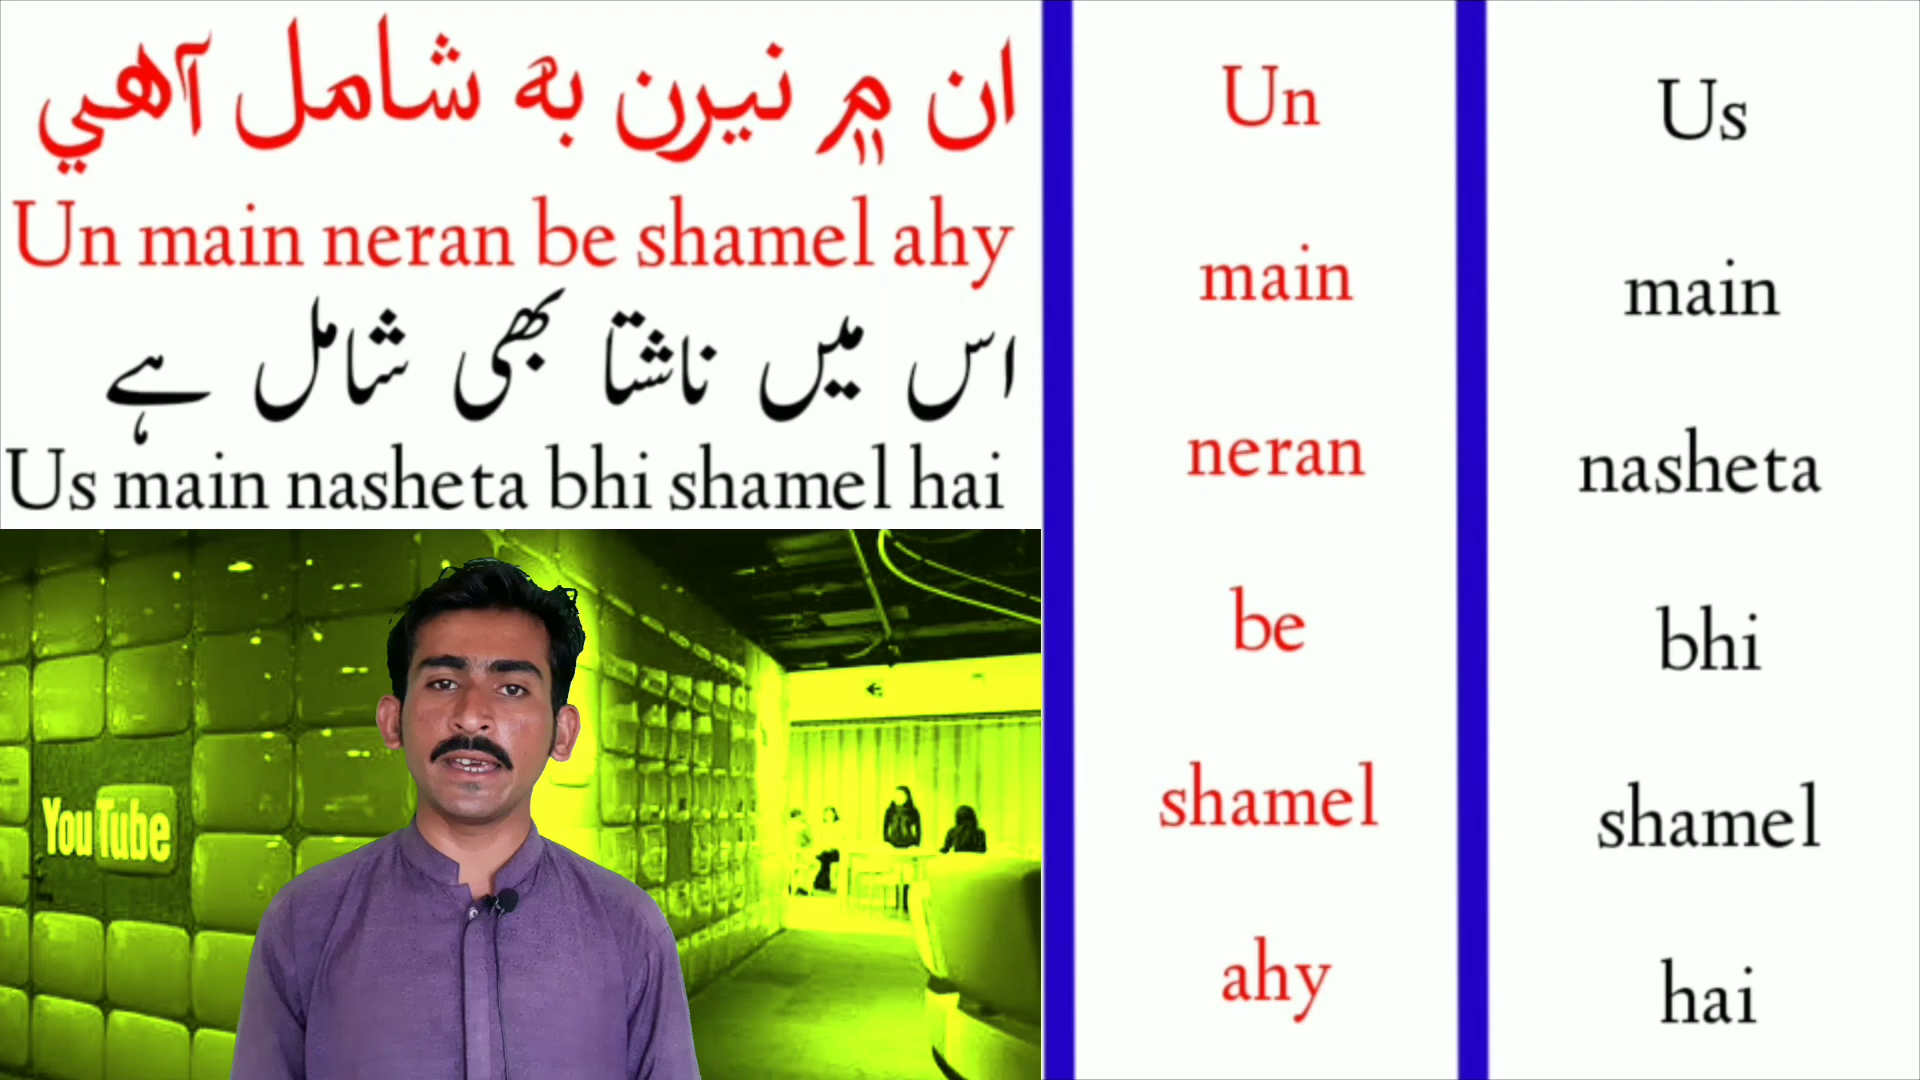 ان ۾ نيرن به شامل آهي
Un main neran be shamel ahy
اس میں ناشتا بھی شامل ہے
Us main nasheta bhi shamel hai
YouTube
Un
main
neran
be
shamel
ahy
Us
main
nasheta
bhi
shamel
hai